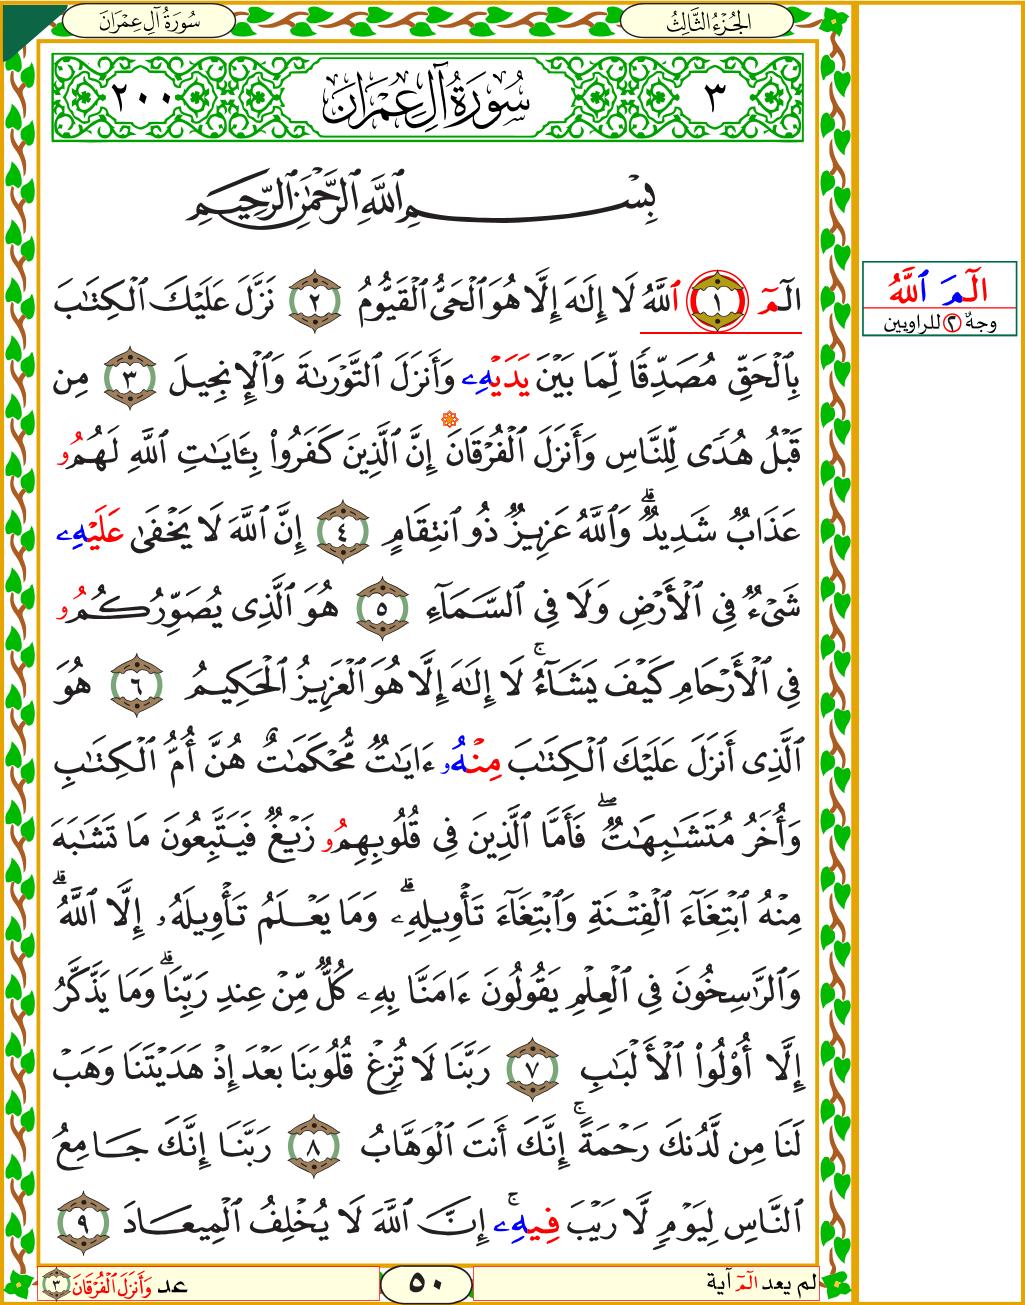 الجُزْءُ الثَّالِثُ
سُورَةُ آلِ عِمْرَان
٣ سُورَةُ آلِ عِمْرَان ٢٠٠
بِسْمِ ٱللَّهِ ٱلرَّحْمَٰنِ ٱلرَّحِيمِ
الٓمٓ ١ ٱللَّهُ لَا إِلَٰهَ إِلَّا هُوَ ٱلْحَىُّ ٱلْقَيُّومُ ٢ نَزَّلَ عَلَيْكَ ٱلْكِتَٰبَ
بِٱلْحَقِّ مُصَدِّقًا لِّمَا بَيْنَ يَدَيْهِۦ وَأَنزَلَ ٱلتَّوْرَىٰةَ وَٱلْإِنجِيلَ ٣ مِن
قَبْلُ هُدًى لِّلنَّاسِ وَأَنزَلَ ٱلْفُرْقَانَ إِنَّ ٱلَّذِينَ كَفَرُوا۟ بِـَٔايَٰتِ ٱللَّهِ لَهُمُۥ
عَذَابٌ شَدِيدٌ ۗ وَٱللَّهُ عَزِيزٌ ذُو ٱنتِقَامٍ ٤ إِنَّ ٱللَّهَ لَا يَخْفَىٰ عَلَيْهِۦ
شَىْءٌ فِى ٱلْأَرْضِ وَلَا فِى ٱلسَّمَآءِ ٥ هُوَ ٱلَّذِى يُصَوِّرُكُمُۥ
فِى ٱلْأَرْحَامِ كَيْفَ يَشَآءُ ۚ لَا إِلَٰهَ إِلَّا هُوَ ٱلْعَزِيزُ ٱلْحَكِيمُ ٦ هُوَ
ٱلَّذِى أَنزَلَ عَلَيْكَ ٱلْكِتَٰبَ مِنْهُۥ ءَايَٰتٌ مُّحْكَمَٰتٌ هُنَّ أُمُّ ٱلْكِتَٰبِ
وَأُخَرُ مُتَشَٰبِهَٰتٌ ۖ فَأَمَّا ٱلَّذِينَ فِى قُلُوبِهِمُۥ زَيْغٌ فَيَتَّبِعُونَ مَا تَشَٰبَهَ
مِنْهُ ٱبْتِغَآءَ ٱلْفِتْنَةِ وَٱبْتِغَآءَ تَأْوِيلِهِۦ ۗ وَمَا يَعْلَمُ تَأْوِيلَهُۥ إِلَّا ٱللَّهُ ۗ
وَٱلرَّٰسِخُونَ فِى ٱلْعِلْمِ يَقُولُونَ ءَامَنَّا بِهِۦ كُلٌّ مِّنْ عِندِ رَبِّنَا ۗ وَمَا يَذَّكَّرُ
إِلَّا أُو۟لُوا۟ ٱلْأَلْبَٰبِ ٧ رَبَّنَا لَا تُزِغْ قُلُوبَنَا بَعْدَ إِذْ هَدَيْتَنَا وَهَبْ
لَنَا مِن لَّدُنكَ رَحْمَةً ۚ إِنَّكَ أَنتَ ٱلْوَهَّابُ ٨ رَبَّنَا إِنَّكَ جَامِعُ
ٱلنَّاسِ لِيَوْمٍ لَّا رَيْبَ فِيهِۦ ۚ إِنَّ ٱللَّهَ لَا يُخْلِفُ ٱلْمِيعَادَ ٩
الٓمَ ٱللَّهُ
وجهٌ ٢ للراويين
لم يعد الٓمٓ آية
٥٠
عد وَأَنزَلَ ٱلْفُرْقَانَ ٣